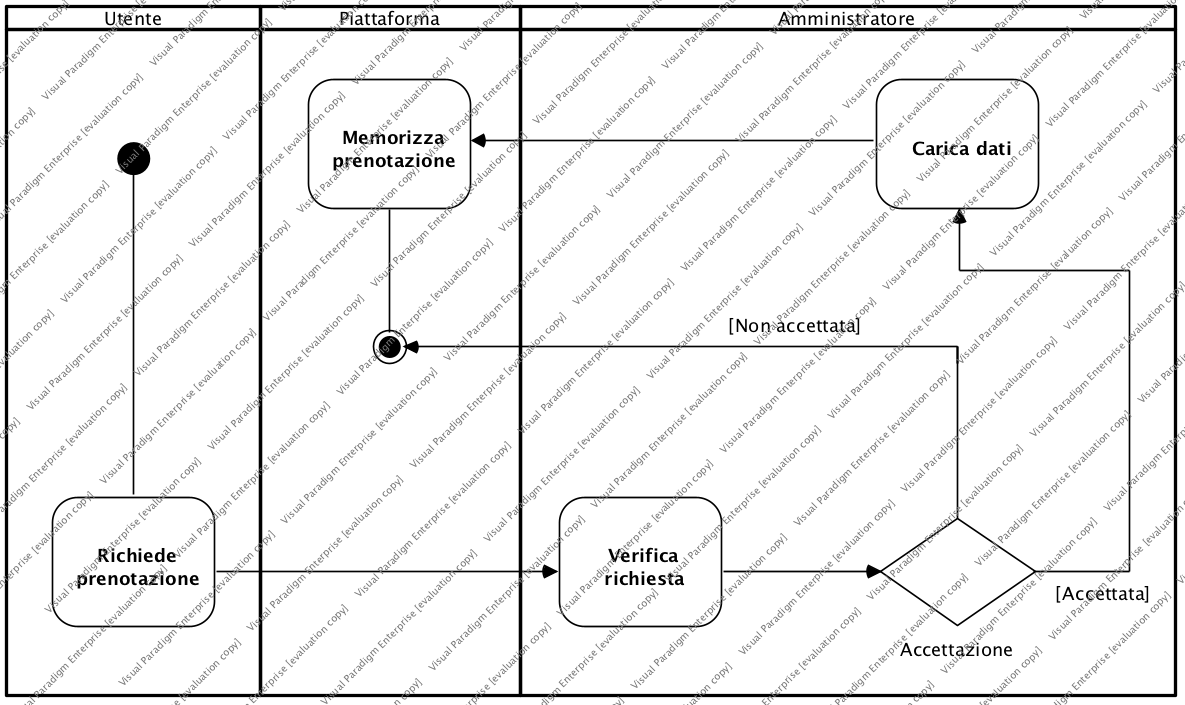 Utente
Piattaforma
Amministratore
Memorizza
prenotazione
Carica dati
[Non accettata]
Richiede
prenotazione
Verifica
richiesta
[Accettata]
Accettazione
Visual Paradigm Enterprise [evaluation copy]